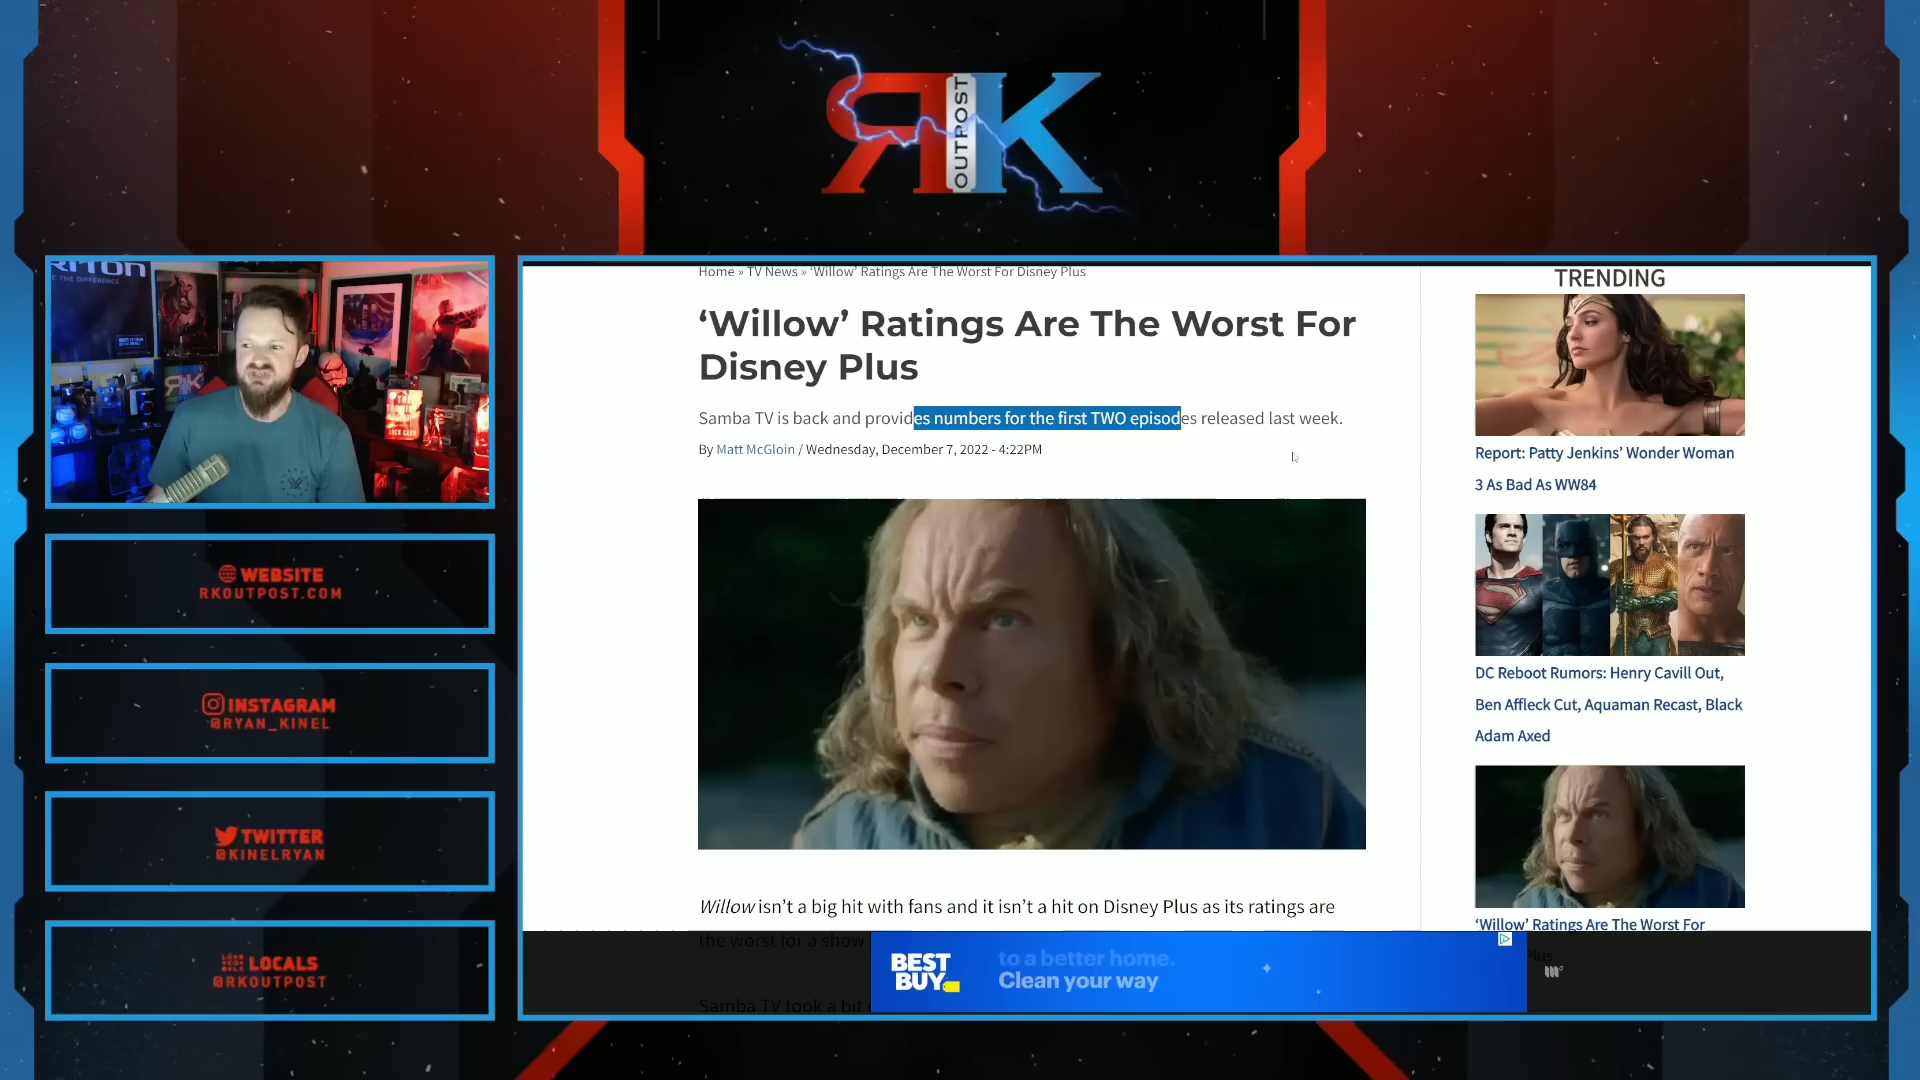 RK
OUTPOST
RITON
E THE DIFFERENCE
WEBSITE
RKOUTPOST.COM
INSTAGRAM
@RYAN_KINEL
TWITTER
@KINELRYAN
LOCALS
@RKOUTPOST
Home » TV News » ‘Willow’ Ratings Are The Worst For Disney Plus
‘Willow’ Ratings Are The Worst For
Disney Plus
Samba TV is back and provides numbers for the first TWO episodes released last week.
By Matt McGloin / Wednesday, December 7, 2022 - 4:22PM
Willow isn’t a big hit with fans and it isn’t a hit on Disney Plus as its ratings are
the worst for a show
Samba TV took a bit
BEST
BUY
to a better home.
Clean your way
TRENDING
Report: Patty Jenkins’ Wonder Woman
3 As Bad As WW84
DC Reboot Rumors: Henry Cavill Out,
Ben Affleck Cut, Aquaman Recast, Black
Adam Axed
‘Willow’ Ratings Are The Worst For
Plus